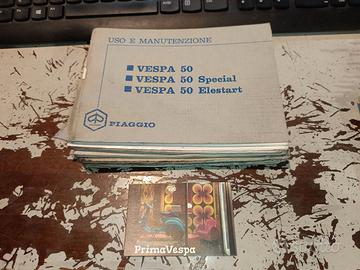 USO E MANUTENZIONE
VESPA 50
VESPA 50 Special
VESPA 50 Elestart
PIAGGIO
PrimaVespa